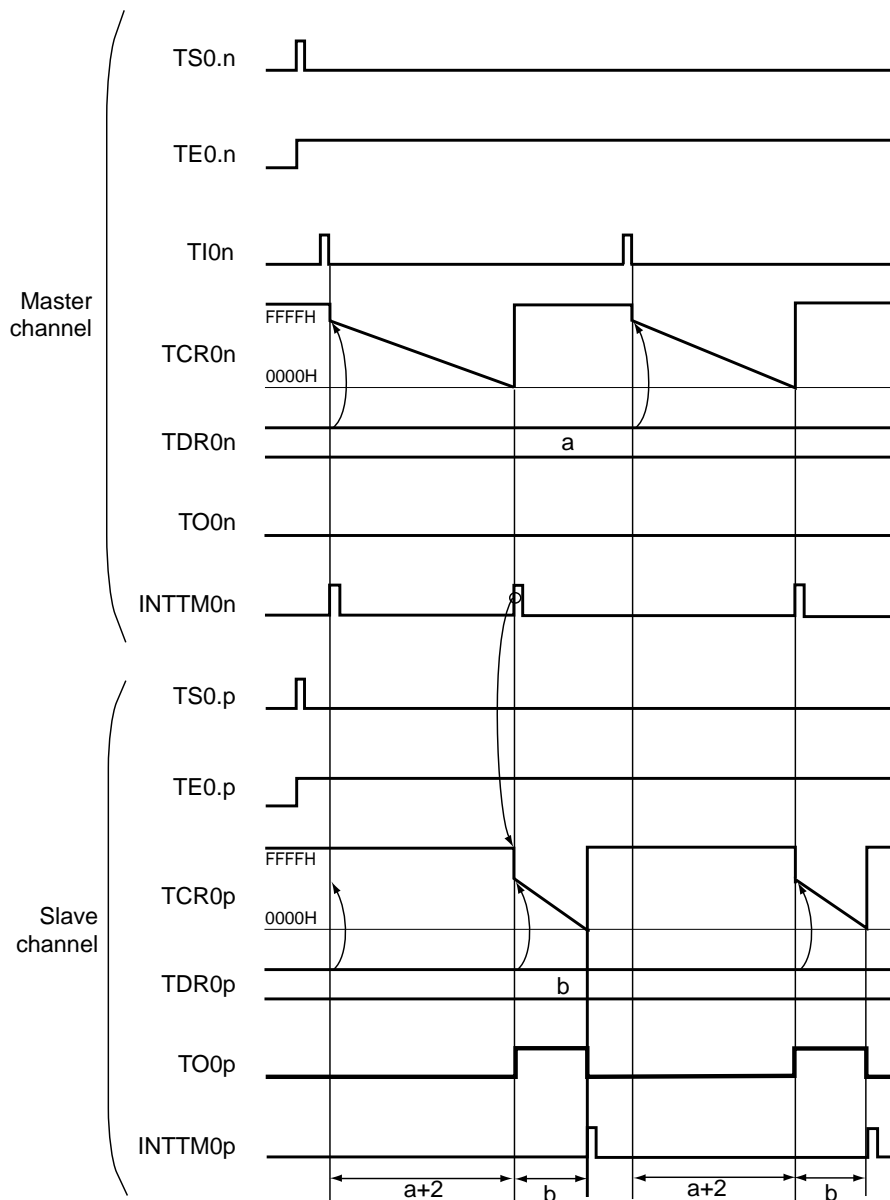 TS0.n
TE0.n
TI0n
Master
channel
FFFFH
TCR0n
0000H
TDR0n
a
TO0n
INTTM0n
TS0.p
TE0.p
FFFFH
TCR0p
Slave
channel
0000H
TDR0p
b
TO0p
INTTM0p
a+2
b
a+2
b